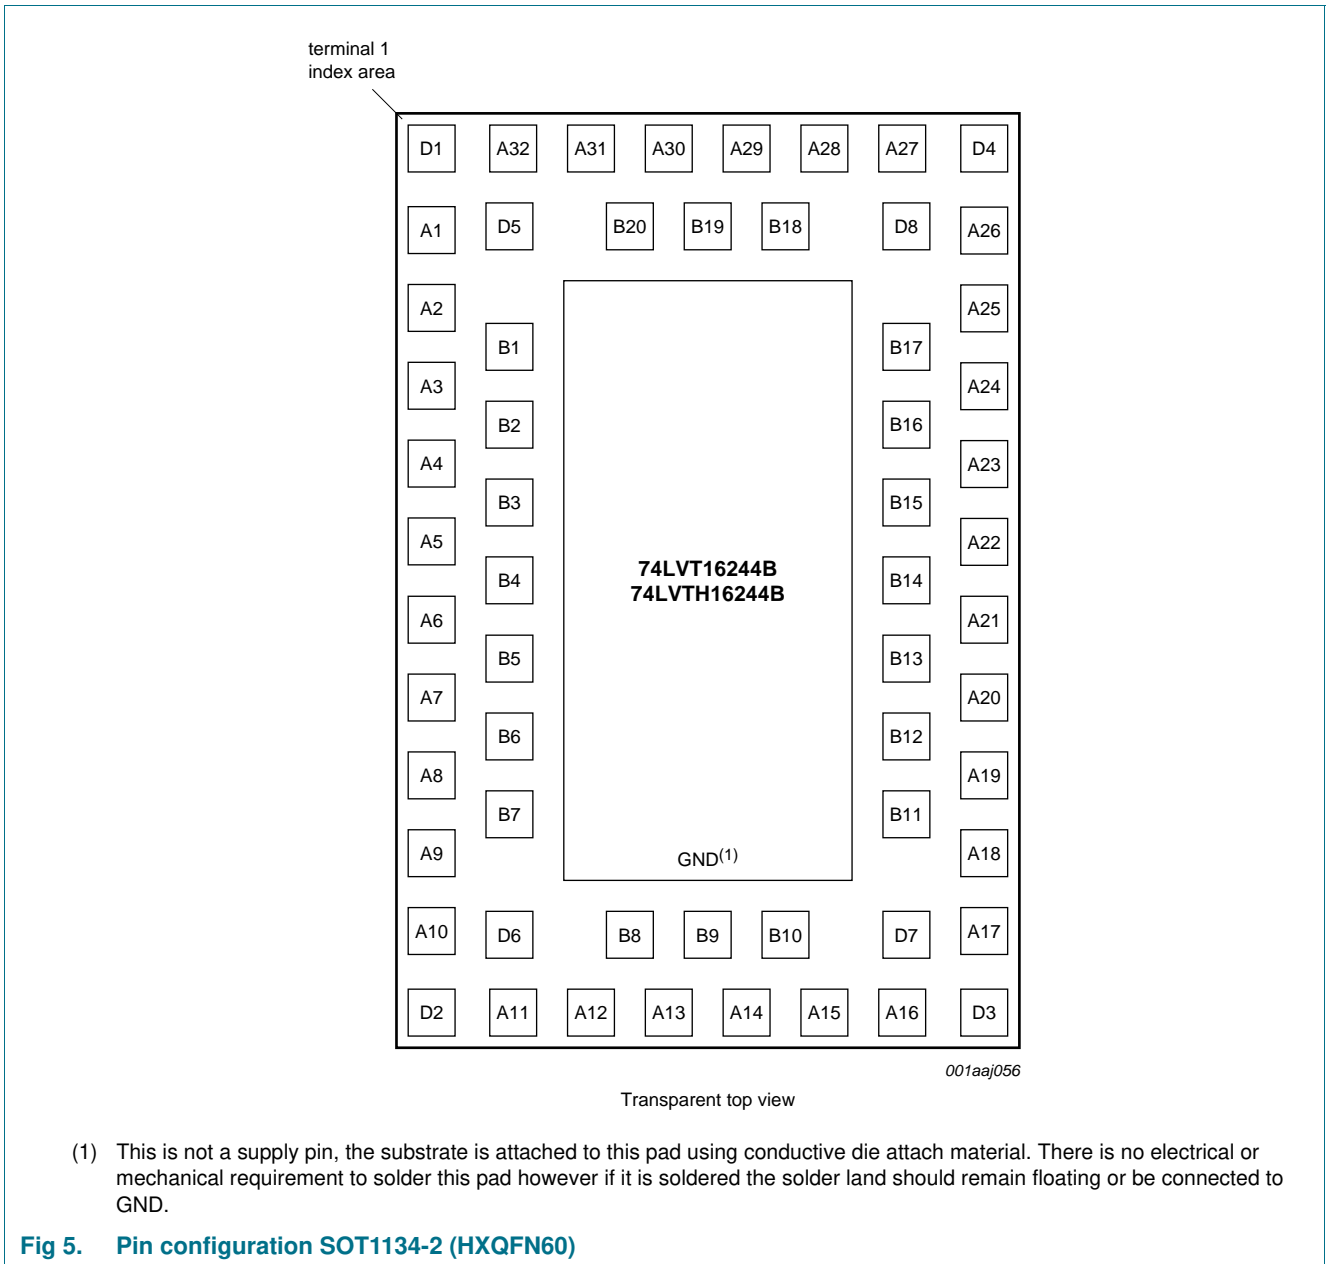 terminal 1
index area
D1 A32 A31 A30 A29 A28 A27 D4
A1 D5 B20 B19 B18 D8 A26
A2 A25
B1 B17
A3 A24
B2 B16
A4 A23
B3 B15
A5 A22
74LVT16244B
B4 B14
74LVTH16244B
A6 A21
B5 B13
A7 A20
B6 B12
A8 A19
B7 B11
A9 GND(1) A18
A10 D6 B8 B9 B10 D7 A17
D2 A11 A12 A13 A14 A15 A16 D3
001aaj056
Transparent top view
(1) This is not a supply pin, the substrate is attached to this pad using conductive die attach material. There is no electrical or
mechanical requirement to solder this pad however if it is soldered the solder land should remain floating or be connected to
GND.
Fig 5. Pin configuration SOT1134-2 (HXQFN60)